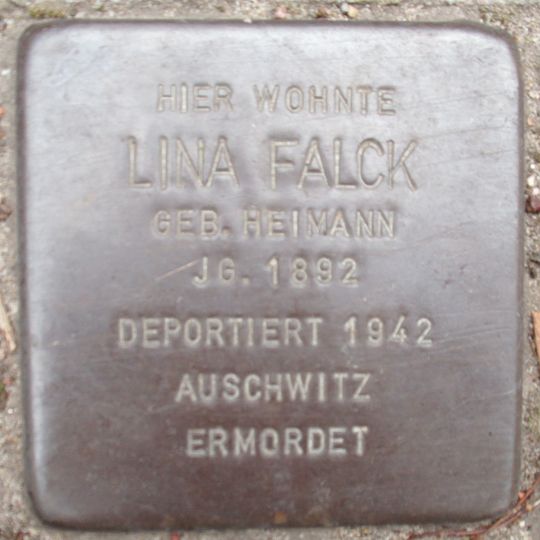 HIER WOHNTE
LINA FALCK
GEB. HEIMANN
JG. 1892
DEPORTIERT 1942
AUSCHWITZ
ERMORDET